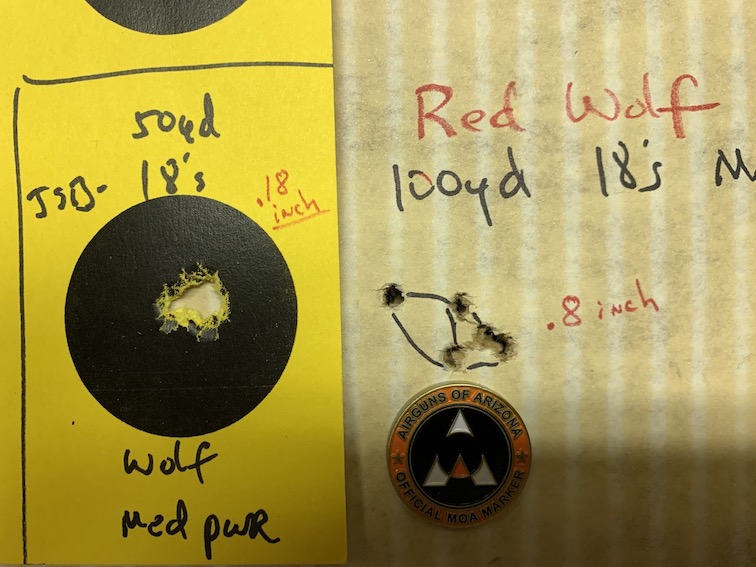 50yd
JSB- 18's
.18
inch
Wolf
Med pwr
Red Wolf
100yd 18's M
.8 inch
AIRGUNS OF ARIZONA
OFFICIAL MOA MARKER